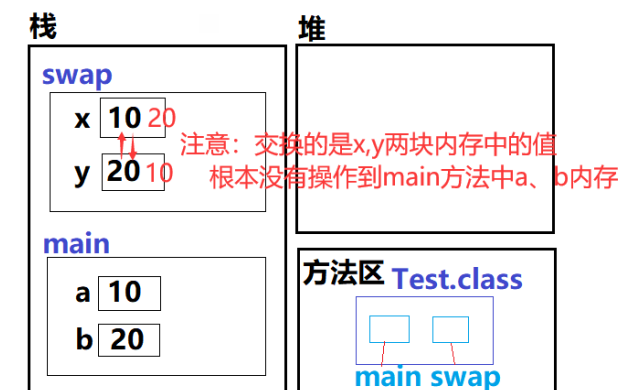 栈
堆
swap
x 10 20
注意：交换的是x,y两块内存中的值
y 20 10
根本没有操作到main方法中a、b内存
main
a 10
b 20
方法区 Test.class
main swap